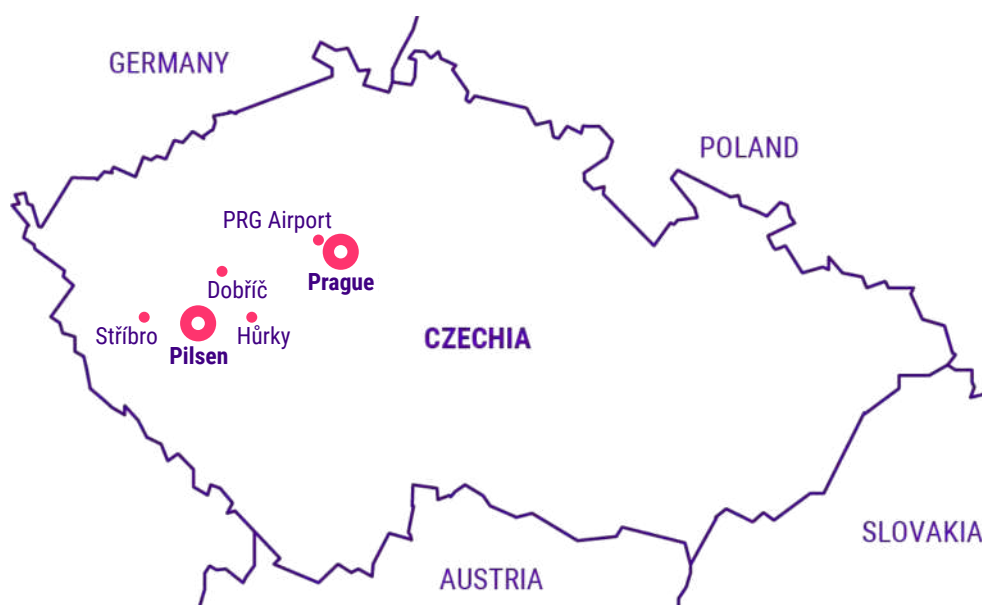 GERMANY
POLAND
PRG Airport
Prague
Dobříč
Stříbro
Hůrky
Pilsen
CZECHIA
SLOVAKIA
AUSTRIA